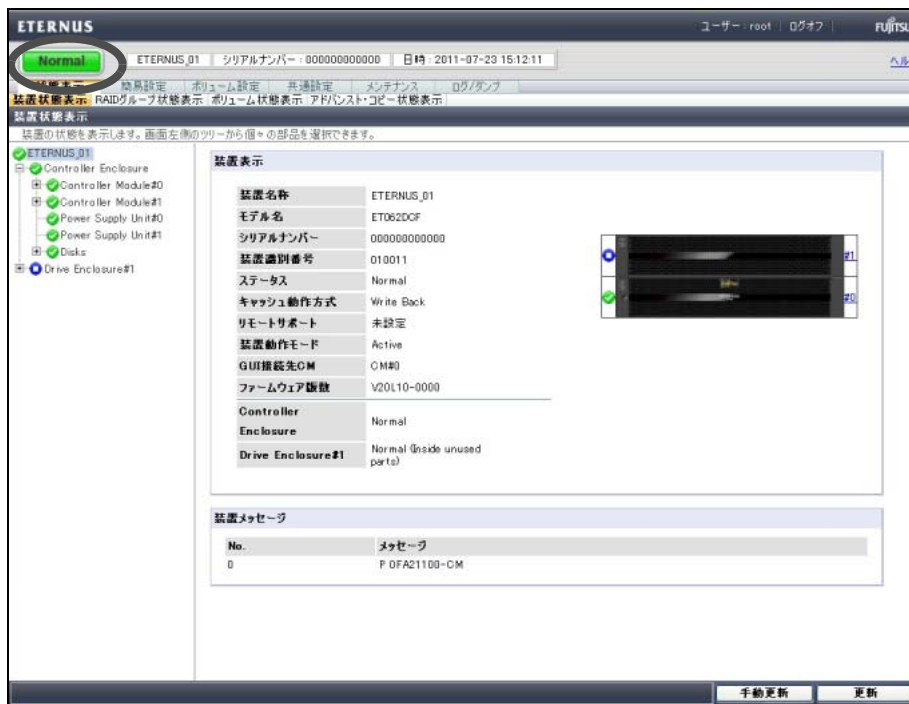 ETERNUS ユーザー : root ログオフ FUJITSU
Normal ETERNUS_01 シリアルナンバー : 000000000000 日時 : 2011-07-23 15:12:11 ヘル
簡易設定 ボリューム設定 共通設定 メンテナンス ログ/ダンプ
装置状態表示 RAIDグループ状態表示 ボリューム状態表示 アドバンスト・コピー状態表示
装置状態表示
装置の状態を表示します。画面左側のツリーから個々の部品を選択できます。
ETERNUS_01
Controller Enclosure
Controller Module#0
Controller Module#1
Power Supply Unit#0
Power Supply Unit#1
Disks
Drive Enclosure#1
装置表示
装置名称 ETERNUS_01
モデル名 ET062DCF
シリアルナンバー 000000000000
装置識別番号 010011
ステータス Normal
キャッシュ動作方式 Write Back
リモートサポート 未設定
装置動作モード Active
GUI接続先CM CM#0
ファームウェア版数 V20L10-0000
Controller Enclosure Normal
Drive Enclosure#1 Normal (Inside unused parts)
#1
#0
装置メッセージ
No. メッセージ
0 P 0FA21100-CM
手動更新 更新